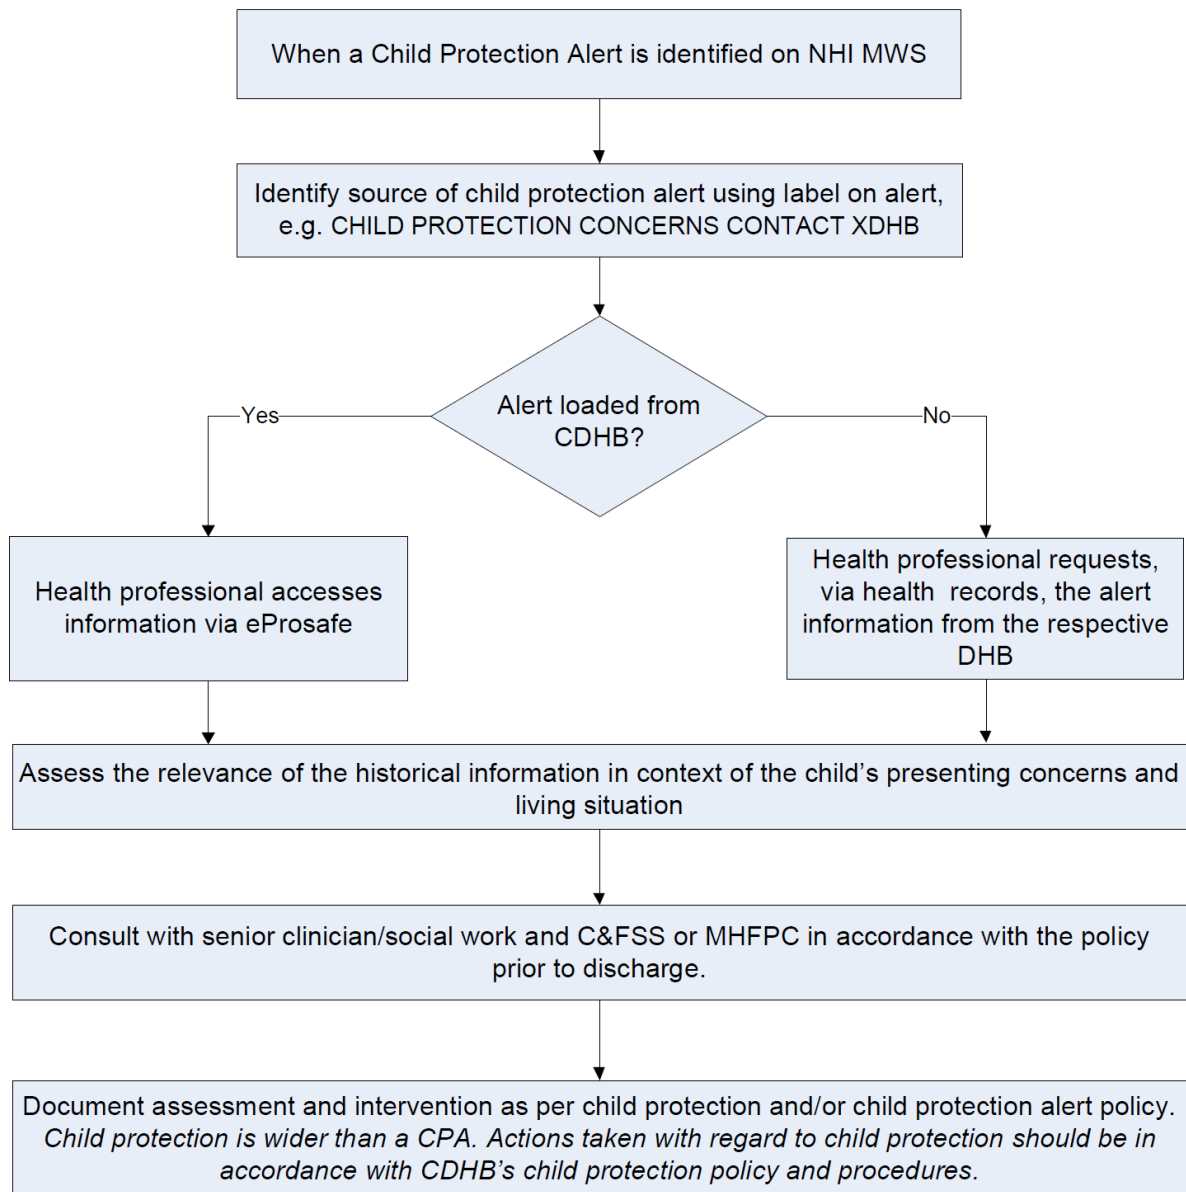 When a Child Protection Alert is identified on NHI MWS
Identify source of child protection alert using label on alert,
e.g. CHILD PROTECTION CONCERNS CONTACT XDHB
Alert loaded from
CDHB?
Yes
No
Health professional accesses
information via eProsafe
Health professional requests,
via health records, the alert
information from the respective
DHB
Assess the relevance of the historical information in context of the child’s presenting concerns and
living situation
Consult with senior clinician/social work and C&FSS or MHFPC in accordance with the policy
prior to discharge.
Document assessment and intervention as per child protection and/or child protection alert policy.
Child protection is wider than a CPA. Actions taken with regard to child protection should be in
accordance with CDHB’s child protection policy and procedures.